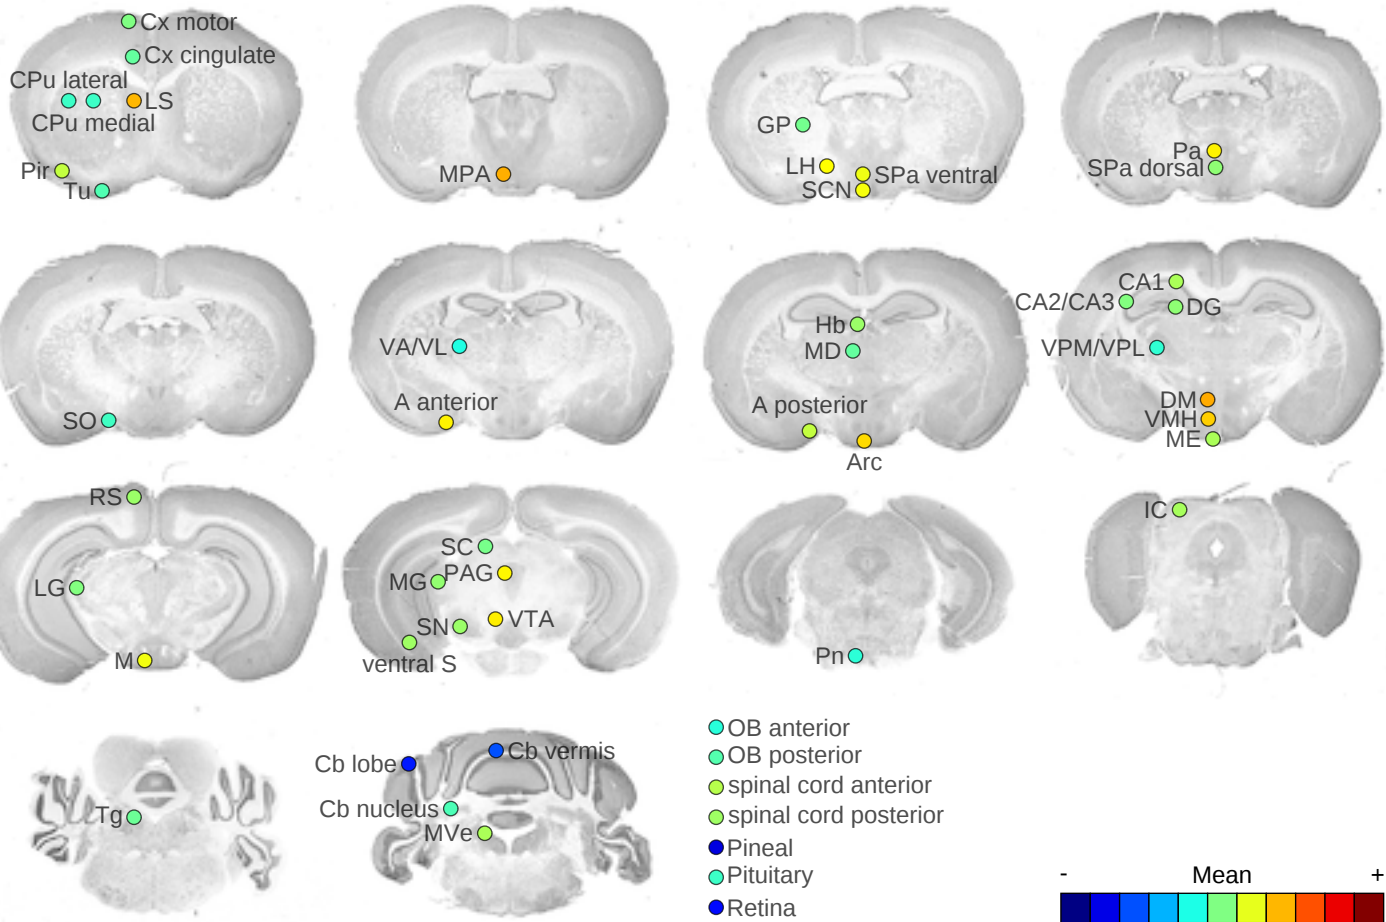 Cx motor
Cx cingulate
CPu lateral
LS
CPu medial
Pir
Tu
MPA
GP
LH
SPa ventral
SCN
Pa
SPa dorsal
SO
VA/VL
A anterior
Hb
MD
A posterior
Arc
CA1
CA2/CA3
DG
VPM/VPL
DM
VMH
ME
RS
LG
M
SC
MG
PAG
SN
VTA
ventral S
Pn
IC
Tg
Cb lobe
Cb vermis
Cb nucleus
MVe
OB anterior
OB posterior
spinal cord anterior
spinal cord posterior
Pineal
Pituitary
Retina
- Mean +